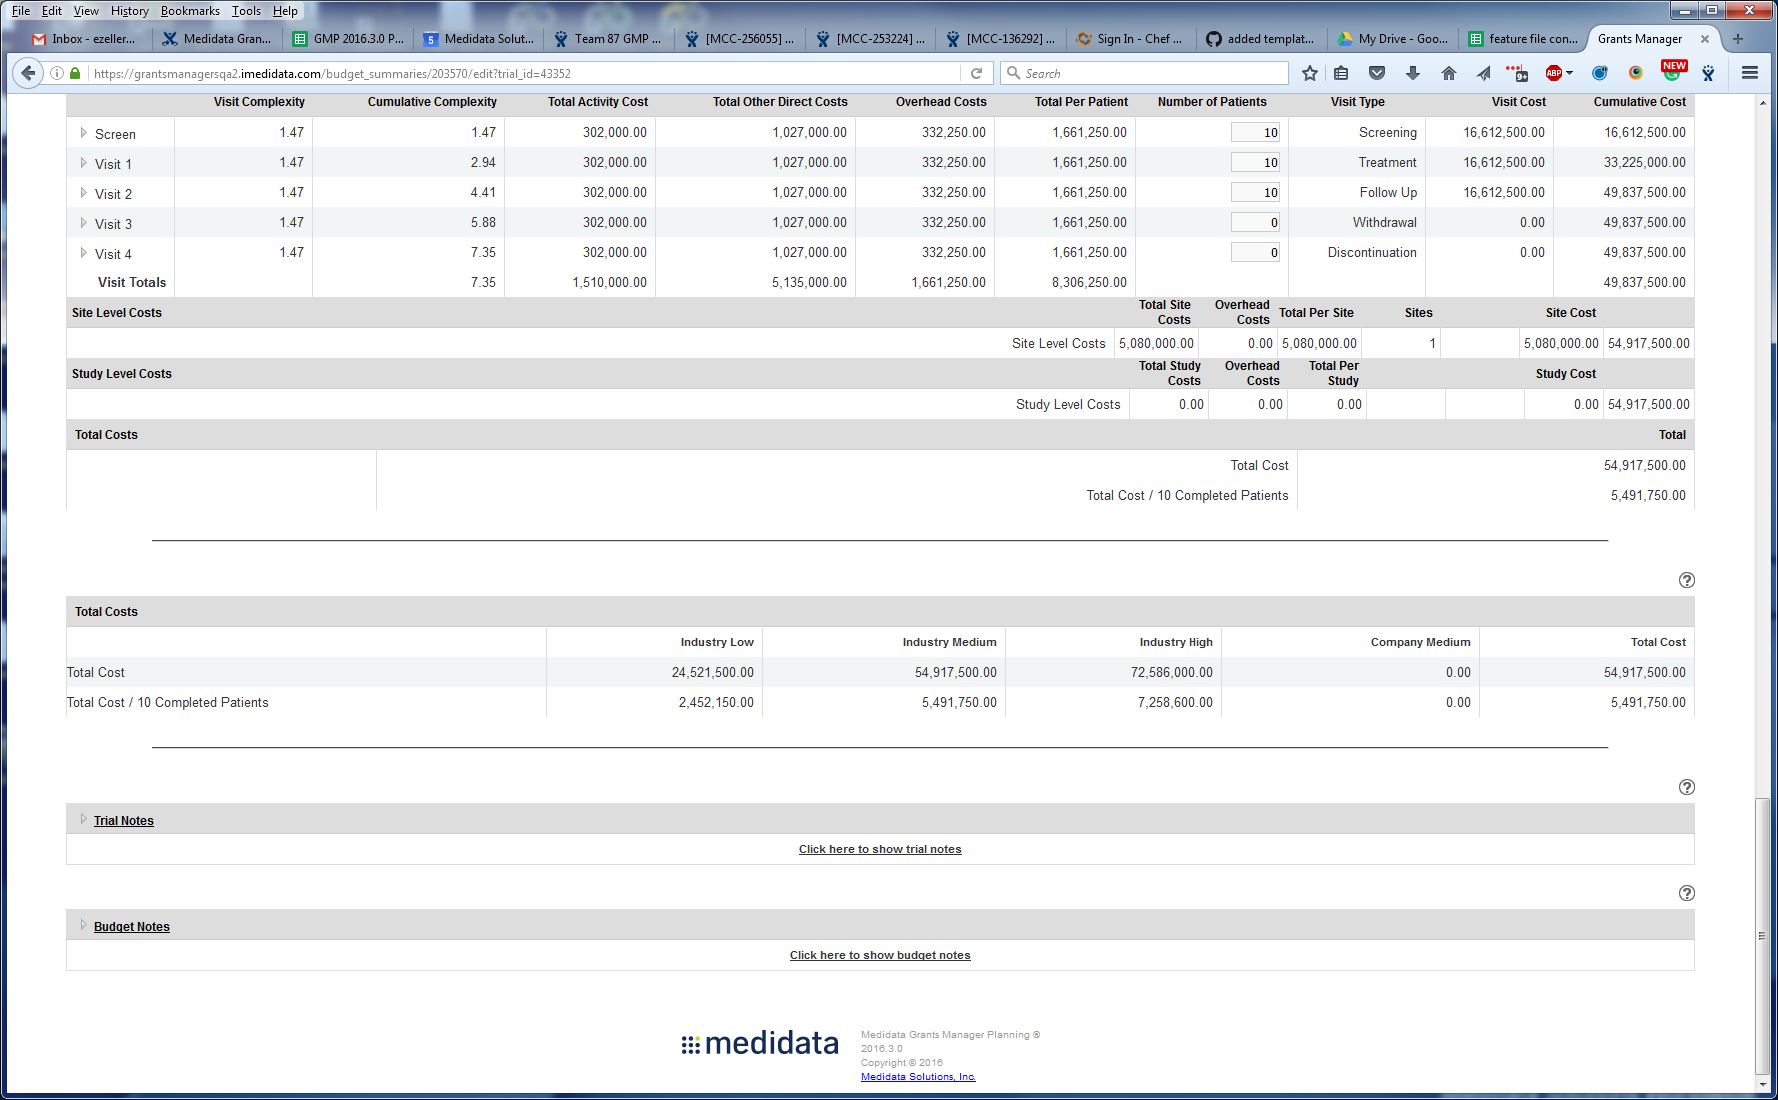 File Edit View History Bookmarks Tools Help
Inbox - ezeller... Medidata Gran... GMP 2016.3.0 P... Medidata Solut... Team 87 GMP ... [MCC-256055] ... [MCC-253224] ... [MCC-136292] ... Sign In - Chef ... added templat... My Drive - Goo... feature file con... Grants Manager
https://grantsmanagersqa2.imedidata.com/budget_summaries/203570/edit?trial_id=43352 Search 9+ ABP NEW
Visit Complexity Cumulative Complexity Total Activity Cost Total Other Direct Costs Overhead Costs Total Per Patient Number of Patients Visit Type Visit Cost Cumulative Cost
Screen 1.47 1.47 302,000.00 1,027,000.00 332,250.00 1,661,250.00 10 Screening 16,612,500.00 16,612,500.00
Visit 1 1.47 2.94 302,000.00 1,027,000.00 332,250.00 1,661,250.00 10 Treatment 16,612,500.00 33,225,000.00
Visit 2 1.47 4.41 302,000.00 1,027,000.00 332,250.00 1,661,250.00 10 Follow Up 16,612,500.00 49,837,500.00
Visit 3 1.47 5.88 302,000.00 1,027,000.00 332,250.00 1,661,250.00 0 Withdrawal 0.00 49,837,500.00
Visit 4 1.47 7.35 302,000.00 1,027,000.00 332,250.00 1,661,250.00 0 Discontinuation 0.00 49,837,500.00
Visit Totals 7.35 1,510,000.00 5,135,000.00 1,661,250.00 8,306,250.00 49,837,500.00
Site Level Costs Total Site Costs Overhead Costs Total Per Site Sites Site Cost
Site Level Costs 5,080,000.00 0.00 5,080,000.00 1 5,080,000.00 54,917,500.00
Study Level Costs Total Study Costs Overhead Costs Total Per Study Study Cost
Study Level Costs 0.00 0.00 0.00 0.00 54,917,500.00
Total Costs Total
Total Cost 54,917,500.00
Total Cost / 10 Completed Patients 5,491,750.00
?
Total Costs
Industry Low Industry Medium Industry High Company Medium Total Cost
Total Cost 24,521,500.00 54,917,500.00 72,586,000.00 0.00 54,917,500.00
Total Cost / 10 Completed Patients 2,452,150.00 5,491,750.00 7,258,600.00 0.00 5,491,750.00
?
Trial Notes
Click here to show trial notes
?
Budget Notes
Click here to show budget notes
medidata
Medidata Grants Manager Planning ®
2016.3.0
Copyright © 2016
Medidata Solutions, Inc.